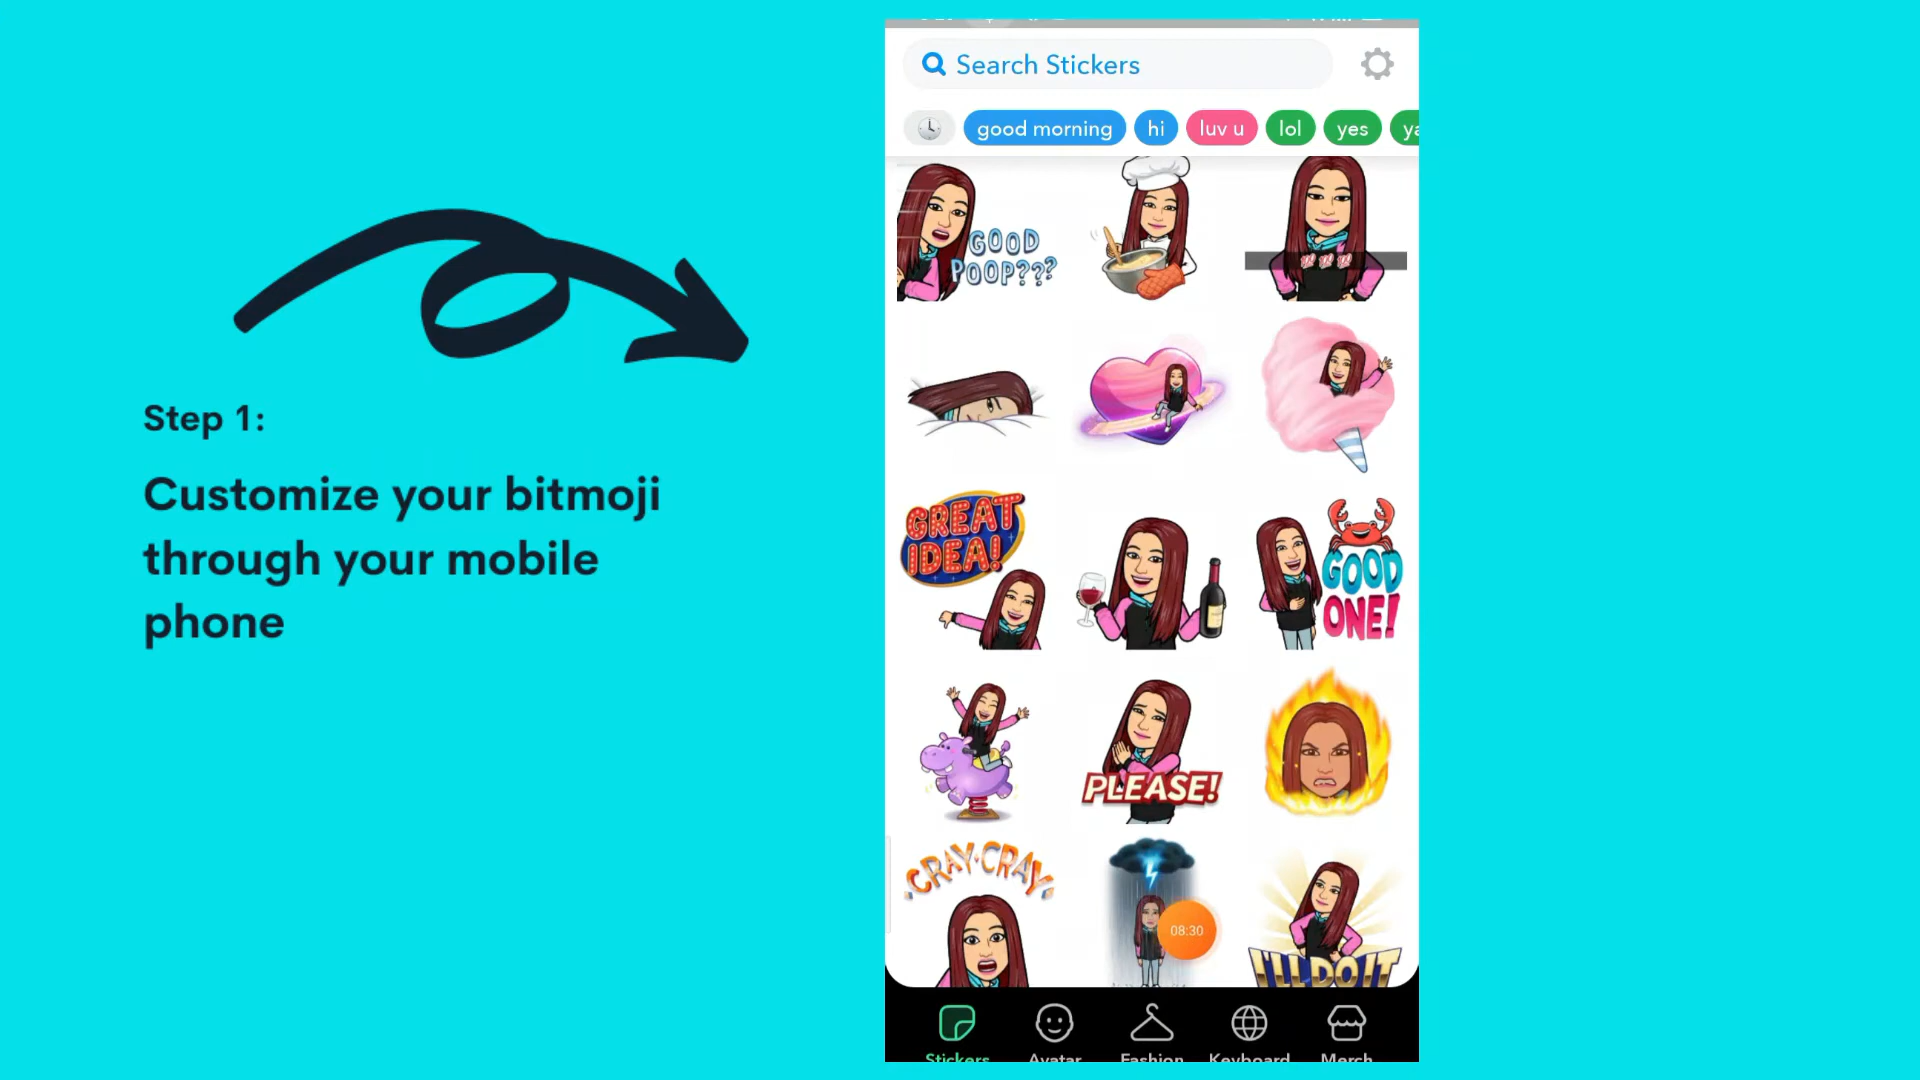 Search Stickers
good morning hi luv u lol yes ya
GOOD
POOP???
Step 1:
Customize your bitmoji
through your mobile
phone
GREAT
IDEA!
GOOD
ONE!
PLEASE!
CRAY-CRAY
08:30
I'LL DO IT
Stickers Avatar Fashion Keyboard Merch